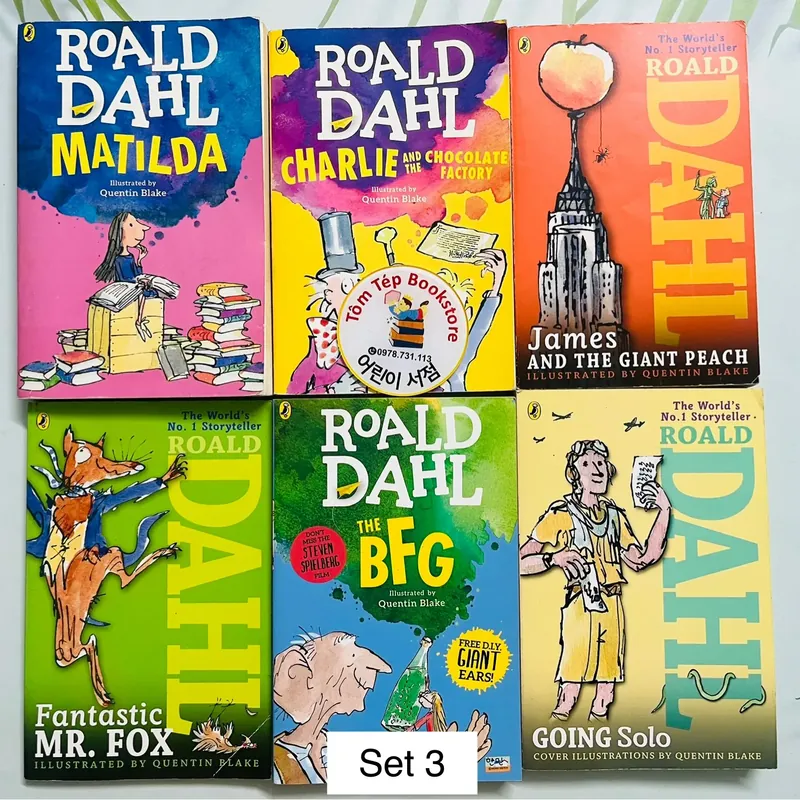 ROALD
DAHL
MATILDA
Illustrated by
Quentin Blake
ROALD
DAHL
CHARLIE AND THE CHOCOLATE FACTORY
Illustrated by
Quentin Blake
Tôm Tép Bookstore
0978.731.113
어린이 서점
The World's
No. 1 Storyteller
ROALD
DAHL
James
AND THE GIANT PEACH
ILLUSTRATED BY QUENTIN BLAKE
The World's
No. 1 Storyteller
ROALD
DAHL
Fantastic
MR. FOX
ILLUSTRATED BY QUENTIN BLAKE
ROALD
DAHL
THE
BFG
DON'T
MISS THE
STEVEN
SPIELBERG
FILM
Illustrated by
Quentin Blake
FREE D.I.Y.
GIANT
EARS!
The World's
No.1 Storyteller
ROALD
DAHL
GOING Solo
COVER ILLUSTRATIONS BY QUENTIN BLAKE
Set 3